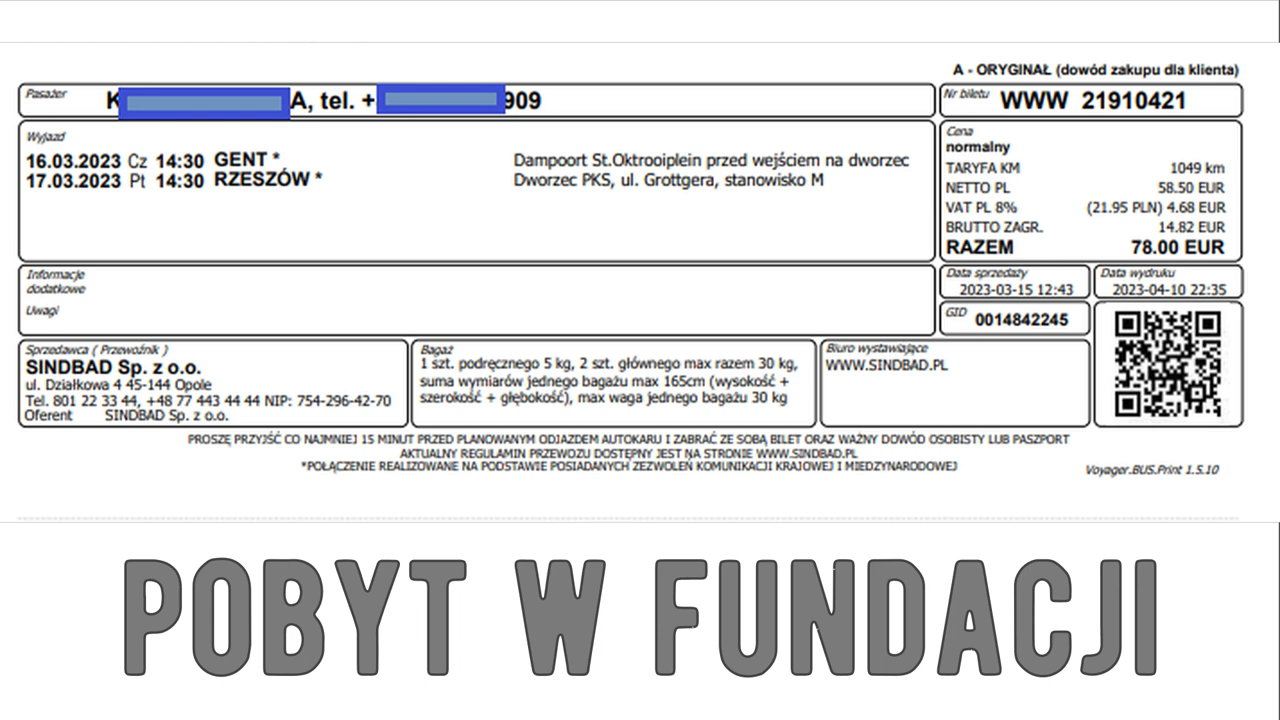 A - ORYGINAŁ (dowód zakupu dla klienta)
Pasażer K A, tel. + 909
Nr biletu WWW 21910421
Wyjazd
16.03.2023 Cz 14:30 GENT * Dampoort St.Oktrooiplein przed wejściem na dworzec
17.03.2023 Pt 14:30 RZESZÓW * Dworzec PKS, ul. Grottgera, stanowisko M
Cena
normalny
TARYFA KM 1049 km
NETTO PL 58.50 EUR
VAT PL 8% (21.95 PLN) 4.68 EUR
BRUTTO ZAGR. 14.82 EUR
RAZEM 78.00 EUR
Informacje
dodatkowe
Uwagi
Data sprzedaży
2023-03-15 12:43
Data wydruku
2023-04-10 22:35
GID 0014842245
Sprzedawca ( Przewoźnik )
SINDBAD Sp. z o.o.
ul. Działkowa 4 45-144 Opole
Tel. 801 22 33 44, +48 77 443 44 44 NIP: 754-296-42-70
Oferent SINDBAD Sp. z o.o.
Bagaż
1 szt. podręcznego 5 kg, 2 szt. głównego max razem 30 kg,
suma wymiarów jednego bagażu max 165cm (wysokość +
szerokość + głębokość), max waga jednego bagażu 30 kg
Biuro wystawiające
WWW.SINDBAD.PL
PROSZĘ PRZYJŚĆ CO NAJMNIEJ 15 MINUT PRZED PLANOWANYM ODJAZDEM AUTOKARU I ZABRAĆ ZE SOBĄ BILET ORAZ WAŻNY DOWÓD OSOBISTY LUB PASZPORT
AKTUALNY REGULAMIN PRZEWOZU DOSTĘPNY JEST NA STRONIE WWW.SINDBAD.PL
*POŁĄCZENIE REALIZOWANE NA PODSTAWIE POSIADANYCH ZEZWOLEŃ KOMUNIKACJI KRAJOWEJ I MIEDZYNARODOWEJ
Voyager.BUS.Print 1.5.10
POBYT W FUNDACJI